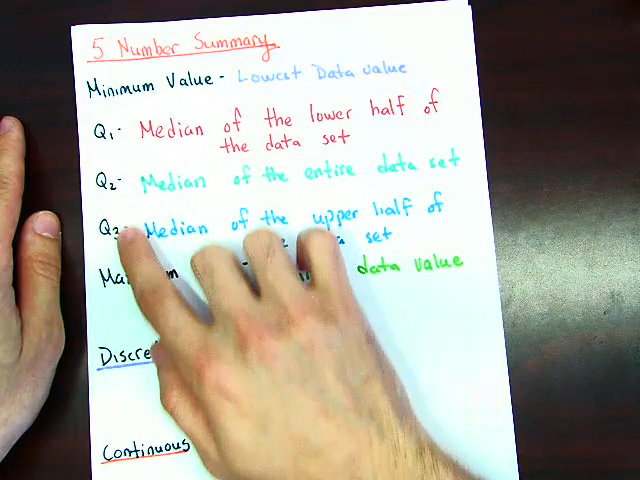 5 Number Summary
Minimum Value - Lowest Data value
Q1- Median of the lower half of
the data set
Q2- Median of the entire data set
Q3- Median of the upper half of
set
data value
Continuous